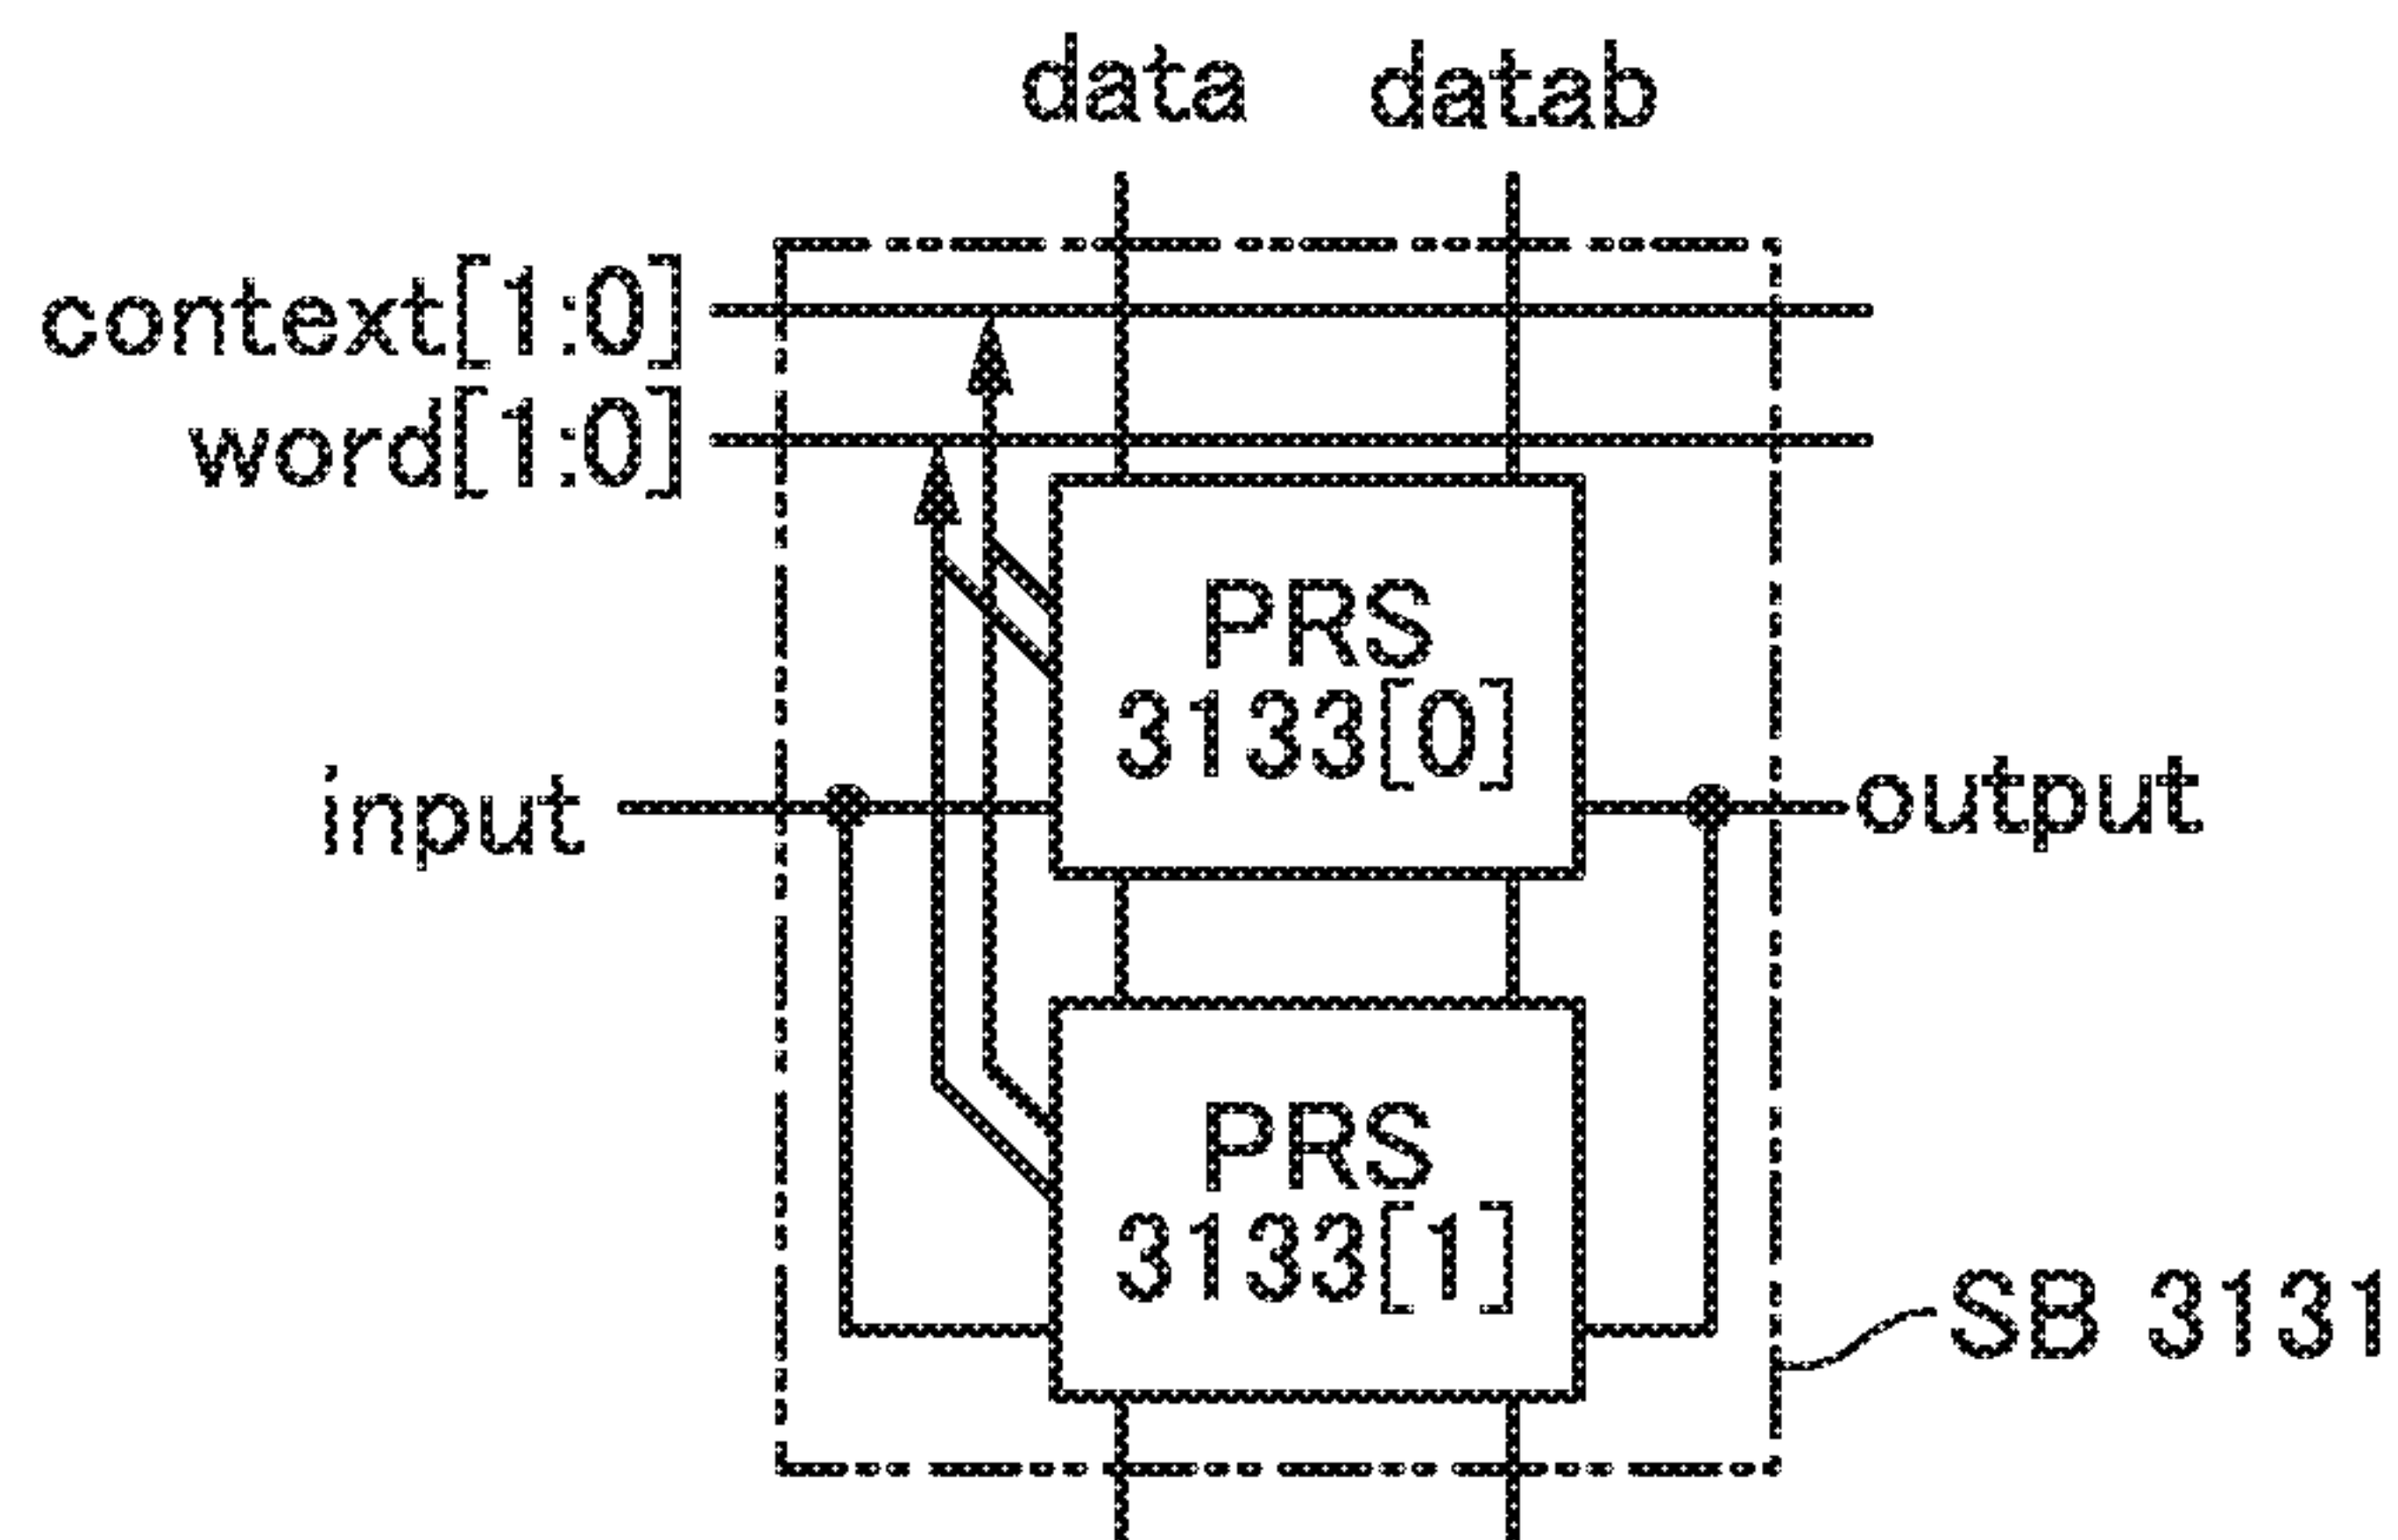 data datab
context[1:0]
word[1:0]
PRS
3133[0]
input
output
PRS
3133[1]
SB 3131